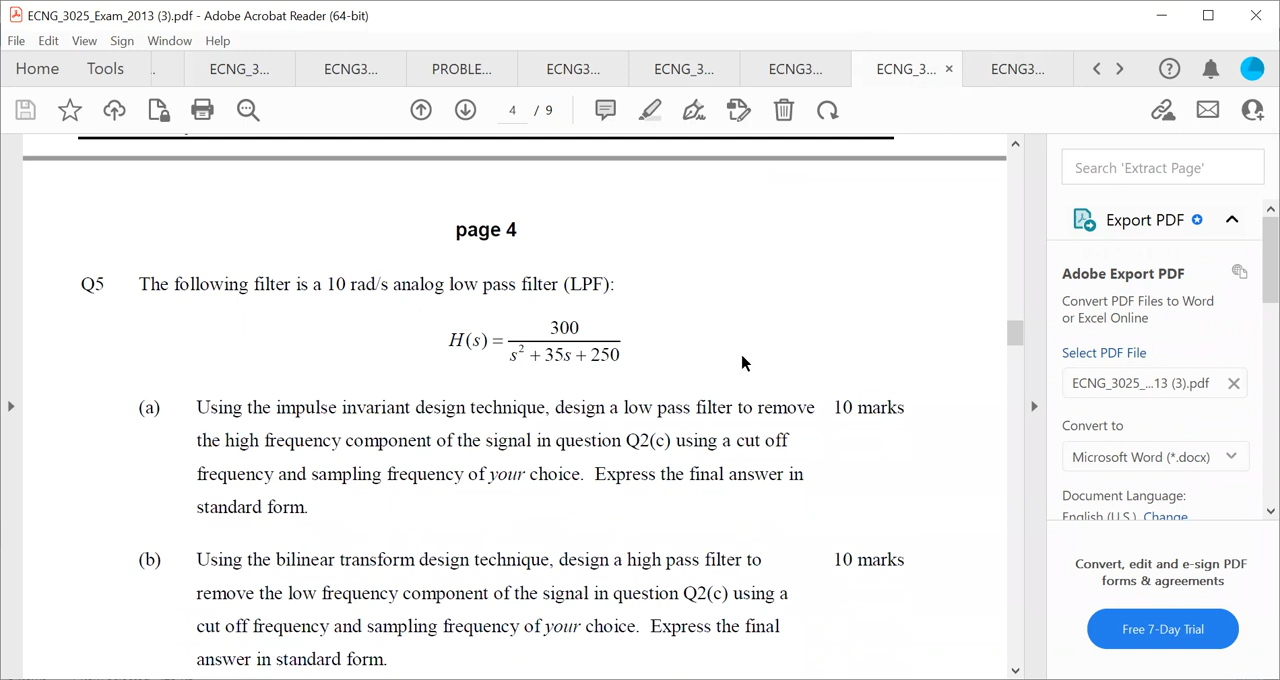 ECNG_3025_Exam_2013 (3).pdf - Adobe Acrobat Reader (64-bit)
File Edit View Sign Window Help
Home Tools . ECNG_3... ECNG3... PROBLE... ECNG3... ECNG_3... ECNG3... ECNG_3... × ECNG3...
4 / 9
page 4
Q5 The following filter is a 10 rad/s analog low pass filter (LPF):
H(s) = 300 / (s² + 35s + 250)
(a) Using the impulse invariant design technique, design a low pass filter to remove 10 marks
the high frequency component of the signal in question Q2(c) using a cut off
frequency and sampling frequency of your choice. Express the final answer in
standard form.
(b) Using the bilinear transform design technique, design a high pass filter to 10 marks
remove the low frequency component of the signal in question Q2(c) using a
cut off frequency and sampling frequency of your choice. Express the final
answer in standard form.
Search 'Extract Page'
Export PDF
Adobe Export PDF
Convert PDF Files to Word
or Excel Online
Select PDF File
ECNG_3025_...13 (3).pdf
Convert to
Microsoft Word (*.docx)
Document Language:
English (U.S.) Change
Convert, edit and e-sign PDF
forms & agreements
Free 7-Day Trial